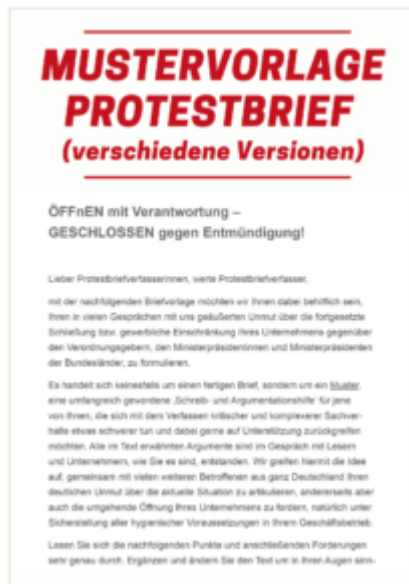 MUSTERVORLAGE
PROTESTBRIEF
(verschiedene Versionen)
ÖFFnEN mit Verantwortung –
GESCHLOSSEN gegen Entmündigung!
Lieber Protestbriefverfasserinnen, werte Protestbriefverfasser,
mit der nachfolgenden Briefvorlage möchten wir Ihnen dabei behilflich sein,
Ihren in vielen Gesprächen mit uns geäußerten Unmut über die fortgesetzte
Schließung bzw. gewerbliche Einschränkung Ihres Unternehmens gegenüber
den Verordnungsgebern, den Ministerpräsidentinnen und Ministerpräsidenten
der Bundesländer, zu formulieren.
Es handelt sich keinesfalls um einen fertigen Brief, sondern um ein Muster,
eine umfangreich gewordene ‚Schreib- und Argumentationshilfe' für jene
von Ihnen, die sich mit dem Verfassen kritischer und komplexerer Sachver-
halte etwas schwerer tun und dabei gerne auf Unterstützung zurückgreifen
möchten. Alle im Text erwähnten Argumente sind im Gespräch mit Lesern
und Unternehmern, wie Sie es sind, entstanden. Wir greifen hiermit die Idee
auf, gemeinsam mit vielen weiteren Betroffenen aus ganz Deutschland Ihren
deutlichen Unmut über die aktuelle Situation zu artikulieren, andererseits aber
auch die umgehende Öffnung Ihres Unternehmens zu fordern, natürlich unter
Sicherstellung aller hygienischer Voraussetzungen in Ihrem Geschäftsbetrieb.
Lesen Sie sich die nachfolgenden Punkte und anschließenden Forderungen
sehr genau durch. Ergänzen und ändern Sie den Text um in Ihren Augen sinn-